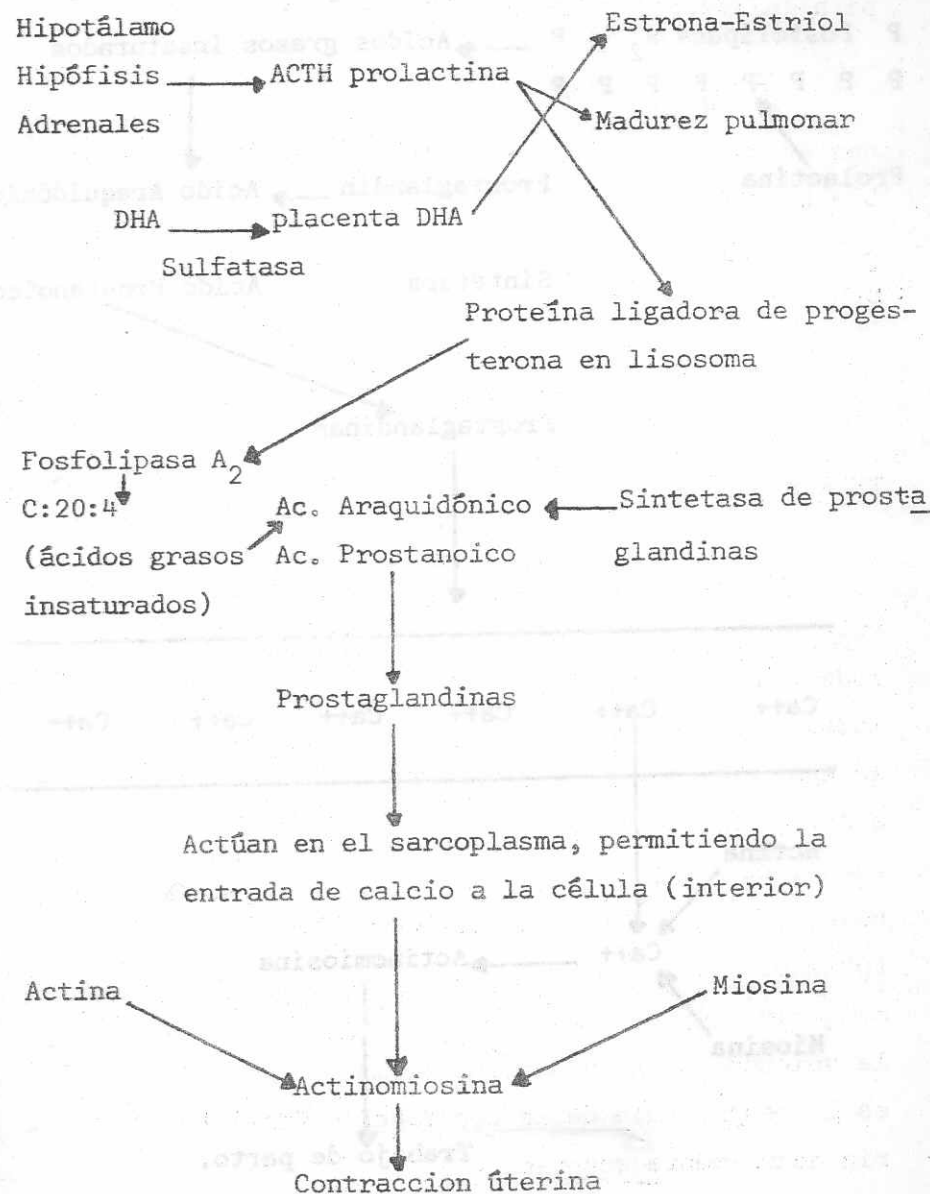 Hipotálamo
Estrona-Estriol
Hipófisis ACTH prolactina
Adrenales
Madurez pulmonar
DHA placenta DHA
Sulfatasa
Proteína ligadora de proges-
terona en lisosoma
Fosfolipasa A2
C:20:4 Ac. Araquidónico Sintetasa de prosta
(ácidos grasos Ac. Prostanoico glandinas
insaturados)
Prostaglandinas
Actúan en el sarcoplasma, permitiendo la
entrada de calcio a la célula (interior)
Actina Miosina
Actinomiosina
Contraccion úterina